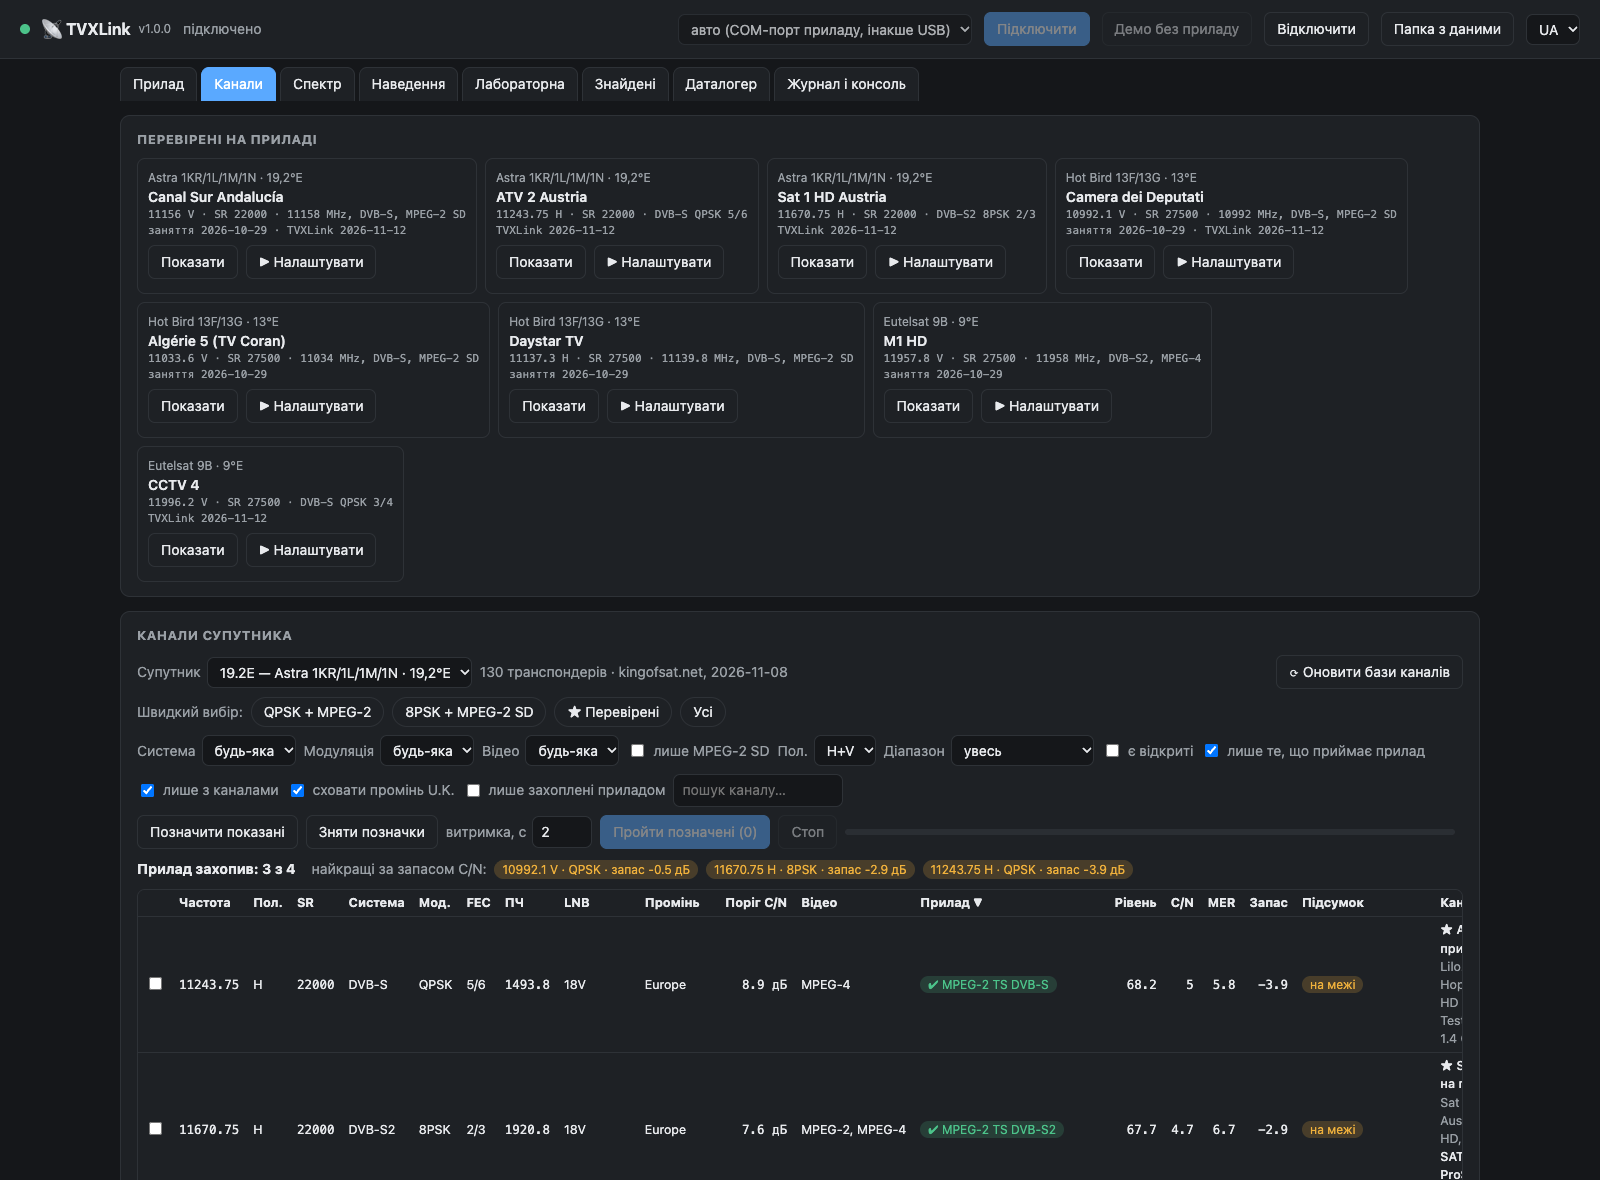 TVXLink v1.0.0 підключено авто (COM-порт приладу, інакше USB) Підключити Демо без приладу Відключити Папка з даними UA
Прилад Канали Спектр Наведення Лабораторна Знайдені Даталогер Журнал і консоль
ПЕРЕВІРЕНІ НА ПРИЛАДІ
Astra 1KR/1L/1M/1N · 19,2°E
Canal Sur Andalucía
11156 V · SR 22000 · 11158 MHz, DVB-S, MPEG-2 SD
заняття 2026-10-29 · TVXLink 2026-11-12
Показати ▶ Налаштувати
Astra 1KR/1L/1M/1N · 19,2°E
ATV 2 Austria
11243.75 H · SR 22000 · DVB-S QPSK 5/6
TVXLink 2026-11-12
Показати ▶ Налаштувати
Astra 1KR/1L/1M/1N · 19,2°E
Sat 1 HD Austria
11670.75 H · SR 22000 · DVB-S2 8PSK 2/3
TVXLink 2026-11-12
Показати ▶ Налаштувати
Hot Bird 13F/13G · 13°E
Camera dei Deputati
10992.1 V · SR 27500 · 10992 MHz, DVB-S, MPEG-2 SD
заняття 2026-10-29 · TVXLink 2026-11-12
Показати ▶ Налаштувати
Hot Bird 13F/13G · 13°E
Algérie 5 (TV Coran)
11033.6 V · SR 27500 · 11034 MHz, DVB-S, MPEG-2 SD
заняття 2026-10-29
Показати ▶ Налаштувати
Hot Bird 13F/13G · 13°E
Daystar TV
11137.3 H · SR 27500 · 11139.8 MHz, DVB-S, MPEG-2 SD
заняття 2026-10-29
Показати ▶ Налаштувати
Eutelsat 9B · 9°E
M1 HD
11957.8 V · SR 27500 · 11958 MHz, DVB-S2, MPEG-4
заняття 2026-10-29
Показати ▶ Налаштувати
Eutelsat 9B · 9°E
CCTV 4
11996.2 V · SR 27500 · DVB-S QPSK 3/4
TVXLink 2026-11-12
Показати ▶ Налаштувати
КАНАЛИ СУПУТНИКА
Супутник 19.2E — Astra 1KR/1L/1M/1N · 19,2°E 130 транспондерів · kingofsat.net, 2026-11-08 ⟳ Оновити бази каналів
Швидкий вибір: QPSK + MPEG-2 8PSK + MPEG-2 SD ★ Перевірені Усі
Система будь-яка Модуляція будь-яка Відео будь-яка лише MPEG-2 SD Пол. H+V Діапазон увесь є відкриті лише те, що приймає прилад
лише з каналами сховати промінь U.K. лише захоплені приладом пошук каналу...
Позначити показані Зняти позначки витримка, с 2 Пройти позначені (0) Стоп
Прилад захопив: 3 з 4 найкращі за запасом C/N: 10992.1 V · QPSK · запас -0.5 дБ 11670.75 H · 8PSK · запас -2.9 дБ 11243.75 H · QPSK · запас -3.9 дБ
Частота Пол. SR Система Мод. FEC ПЧ LNB Промінь Поріг C/N Відео Прилад ▼ Рівень C/N MER Запас Підсумок Кан
11243.75 H 22000 DVB-S QPSK 5/6 1493.8 18V Europe 8.9 дБ MPEG-4 ✔ MPEG-2 TS DVB-S 68.2 5 5.8 −3.9 на межі
★ A
при
Lilo
Hop
HD
Tes
1.4
11670.75 H 22000 DVB-S2 8PSK 2/3 1920.8 18V Europe 7.6 дБ MPEG-2, MPEG-4 ✔ MPEG-2 TS DVB-S2 67.7 4.7 6.7 −2.9 на межі
★ S
на
Sat
Aus
HD,
SAT
Pro